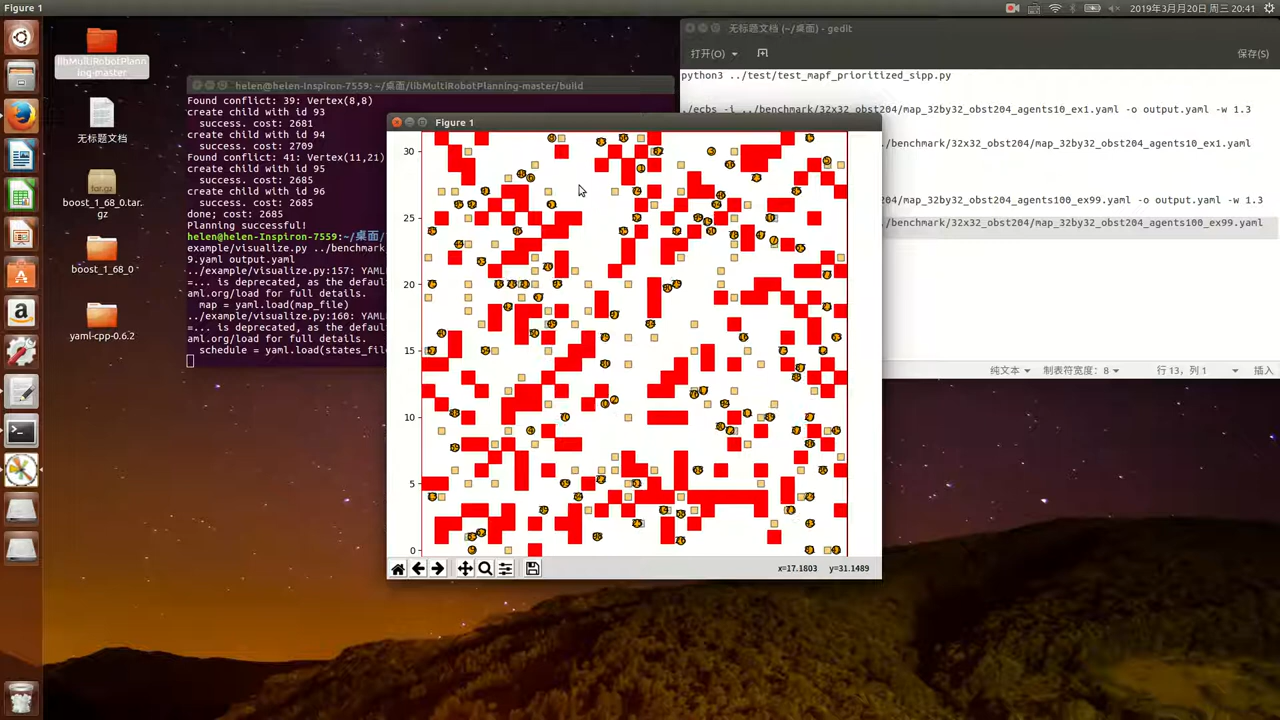 Figure 1
2019年3月20日 周三 20:41
libMultiRobotPlann
ing-master
无标题文档
boost_1_68_0.tar.
gz
boost_1_68_0
yaml-cpp-0.6.2
helen@helen-Inspiron-7559: ~/桌面/libMultiRobotPlanning-master/build
Found conflict: 39: Vertex(8,8)
create child with id 93
success. cost: 2681
create child with id 94
success. cost: 2709
Found conflict: 41: Vertex(11,21)
create child with id 95
success. cost: 2685
create child with id 96
success. cost: 2685
done; cost: 2685
Planning successful!
helen@helen-Inspiron-7559:~/桌面/
example/visualize.py ../benchmark
9.yaml output.yaml
../example/visualize.py:157: YAML
=... is deprecated, as the defaul
aml.org/load for full details.
map = yaml.load(map_file)
../example/visualize.py:160: YAML
=... is deprecated, as the defaul
aml.org/load for full details.
schedule = yaml.load(states_file
无标题文档 (~/桌面) - gedit
打开(O)
保存(S)
python3 ../test/test_mapf_prioritized_sipp.py
./ecbs -i ../benchmark/32x32_obst204/map_32by32_obst204_agents10_ex1.yaml -o output.yaml -w 1.3
./benchmark/32x32_obst204/map_32by32_obst204_agents10_ex1.yaml
/32x32_obst204/map_32by32_obst204_agents100_ex99.yaml -o output.yaml -w 1.3
./benchmark/32x32_obst204/map_32by32_obst204_agents100_ex99.yaml
纯文本
制表符宽度: 8
行 13, 列 1
插入
Figure 1
30
25
20
15
10
5
0
x=17.1803 y=31.1489